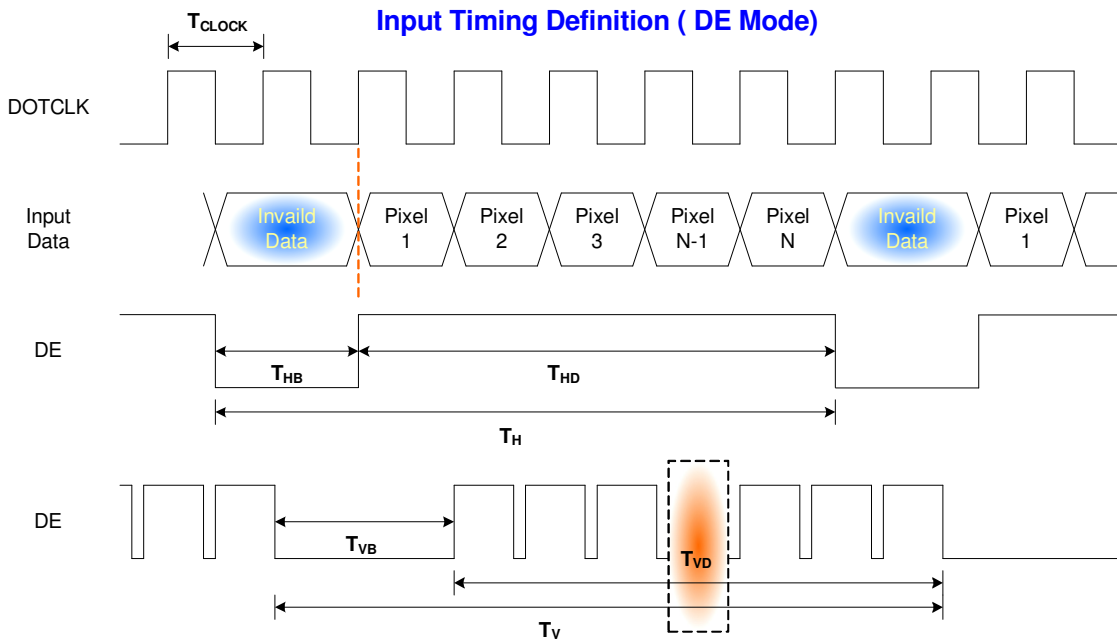 Input Timing Definition ( DE Mode)
TCLOCK
DOTCLK
Input
Data
Invaild
Data
Pixel
1
Pixel
2
Pixel
3
Pixel
N-1
Pixel
N
Invaild
Data
Pixel
1
DE
THB
THD
TH
DE
TVB
TVD
TV